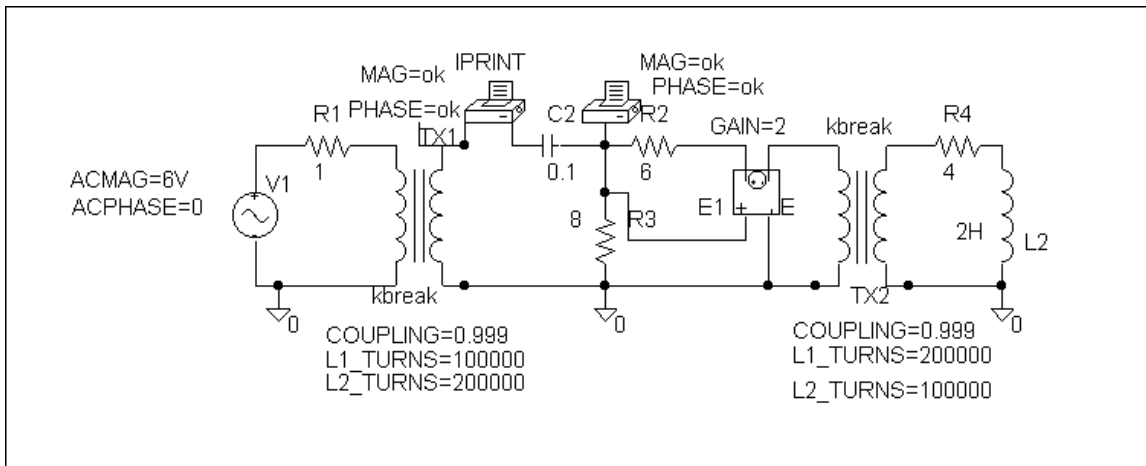 IPRINT
MAG=ok
MAG=ok
PHASE=ok
PHASE=ok
R1
TX1
C2
R2
GAIN=2
kbreak
R4
1
0.1
6
4
ACMAG=6V
V1
ACPHASE=0
8
R3
E1
E
2H
L2
kbreak
TX2
0
0
0
COUPLING=0.999
L1_TURNS=100000
L2_TURNS=200000
COUPLING=0.999
L1_TURNS=200000
L2_TURNS=100000